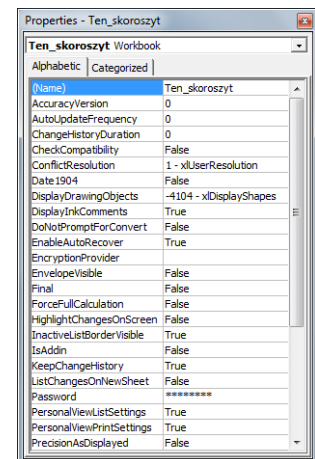 Properties - Ten_skoroszyt
Ten_skoroszyt Workbook
Alphabetic Categorized
(Name) Ten_skoroszyt
AccuracyVersion 0
AutoUpdateFrequency 0
ChangeHistoryDuration 0
CheckCompatibility False
ConflictResolution 1 - xlUserResolution
Date1904 False
DisplayDrawingObjects -4104 - xlDisplayShapes
DisplayInkComments True
DoNotPromptForConvert False
EnableAutoRecover True
EncryptionProvider
EnvelopeVisible False
Final False
ForceFullCalculation False
HighlightChangesOnScreen False
InactiveListBorderVisible True
IsAddin False
KeepChangeHistory True
ListChangesOnNewSheet False
Password ********
PersonalViewListSettings True
PersonalViewPrintSettings True
PrecisionAsDisplayed False